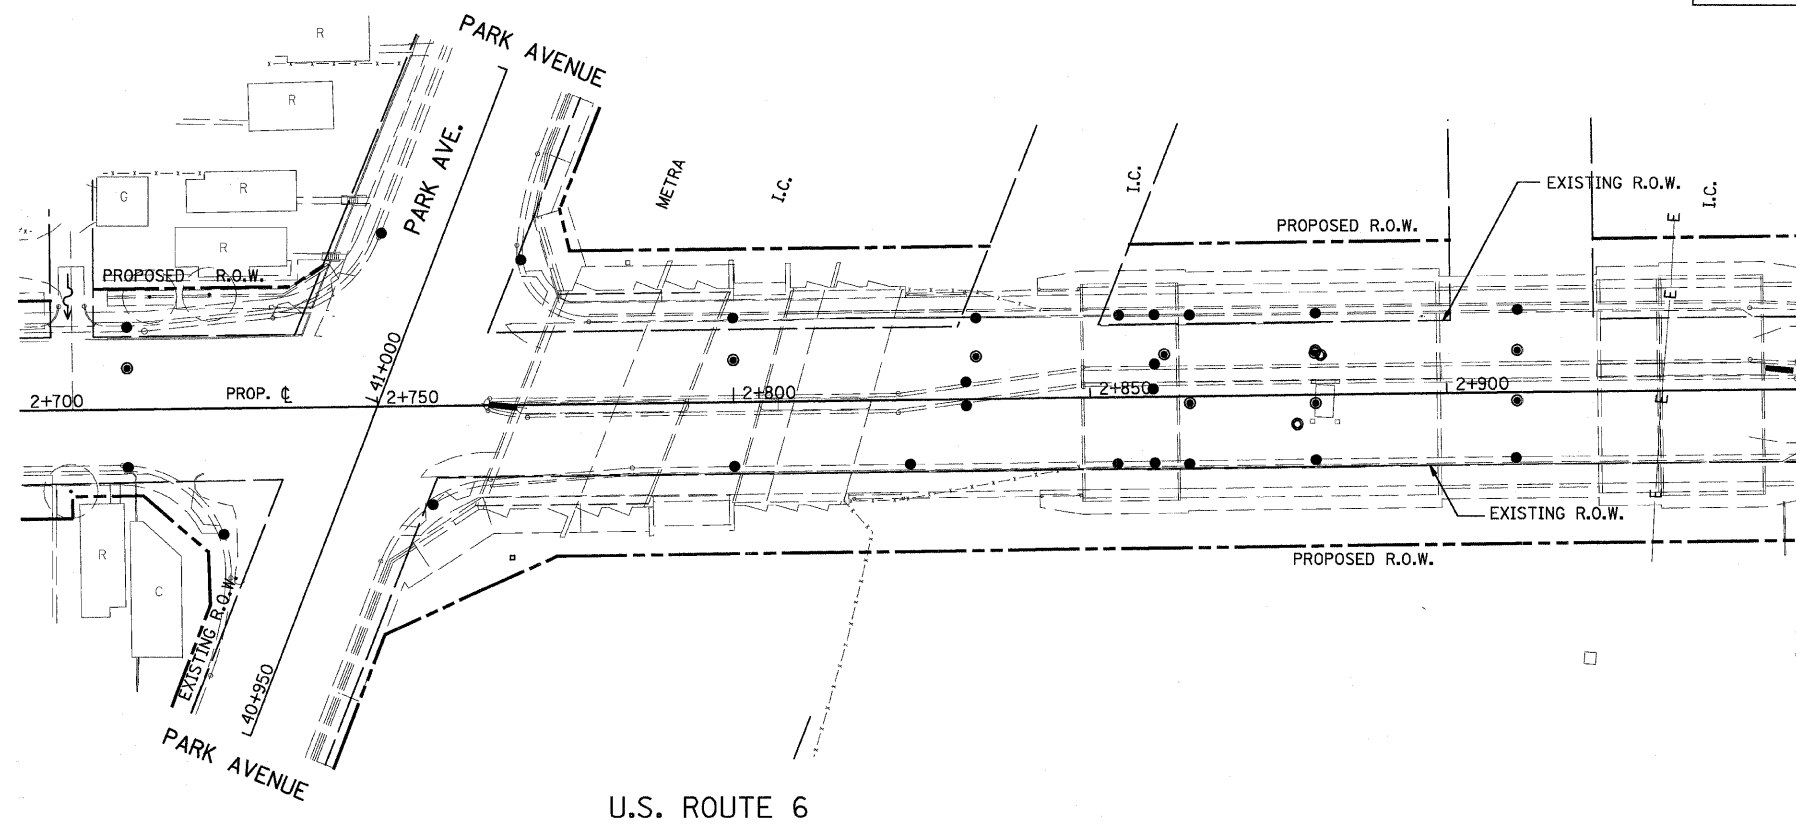 R
PARK AVENUE
R
PARK AVE.
METRA
I.C.
I.C.
EXISTING R.O.W.
I.C.
G
R
R
PROPOSED R.O.W.
E
PROPOSED R.O.W.
E
41+000
2+700
PROP. ℄
2+750
2+800
2+850
2+900
E
E
EXISTING R.O.W.
R
C
PROPOSED R.O.W.
EXISTING R.O.W.
40+950
PARK AVENUE
U.S. ROUTE 6